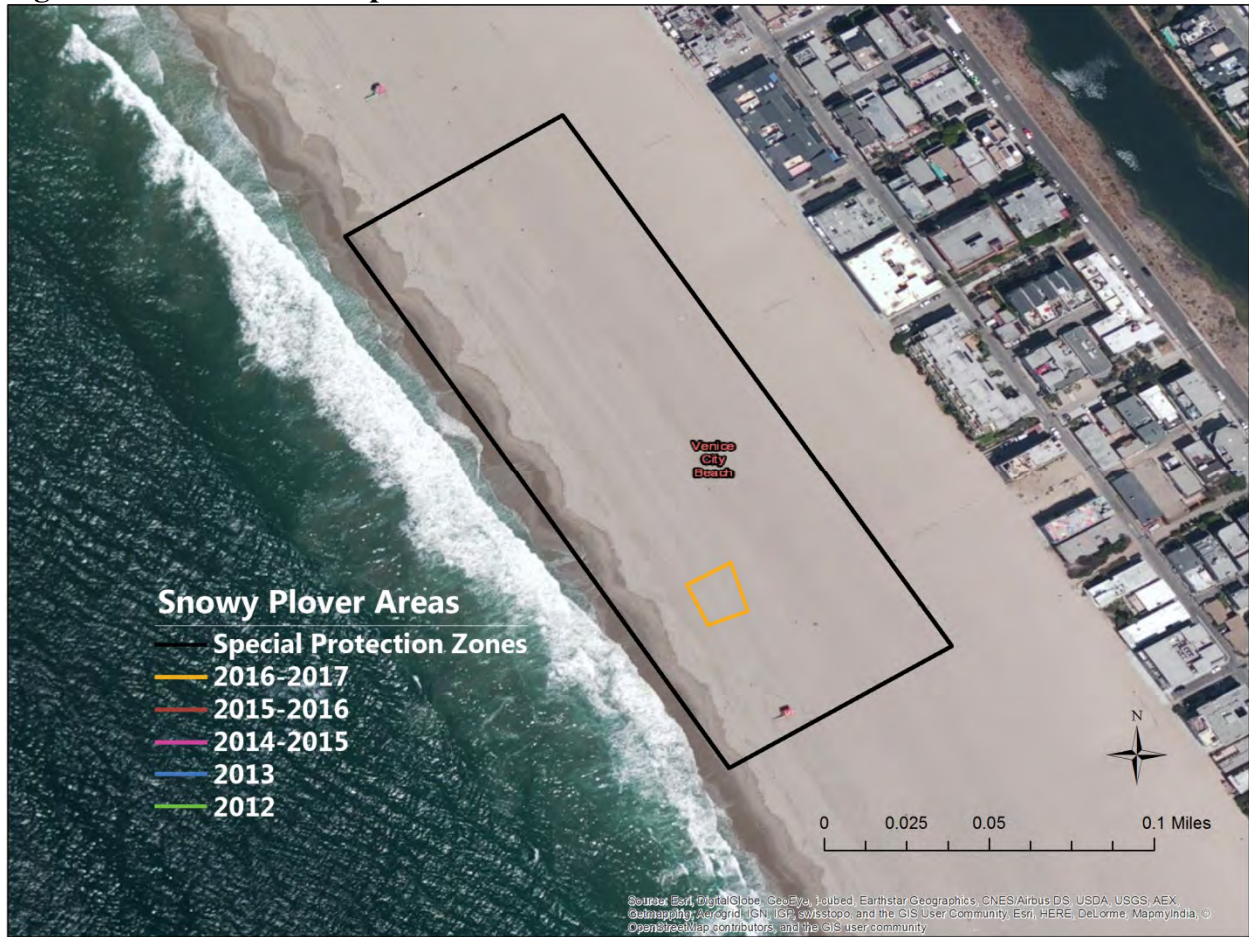 Venice
City
Beach
Snowy Plover Areas
Special Protection Zones
2016-2017
2015-2016
2014-2015
2013
2012
N
0 0.025 0.05 0.1 Miles
Source: Esri, DigitalGlobe, GeoEye, i-cubed, Earthstar Geographics, CNES/Airbus DS, USDA, USGS, AEX,
Getmapping, Aerogrid, IGN, IGP, swisstopo, and the GIS User Community, Esri, HERE, DeLorme, MapmyIndia, ©
OpenStreetMap contributors, and the GIS user community